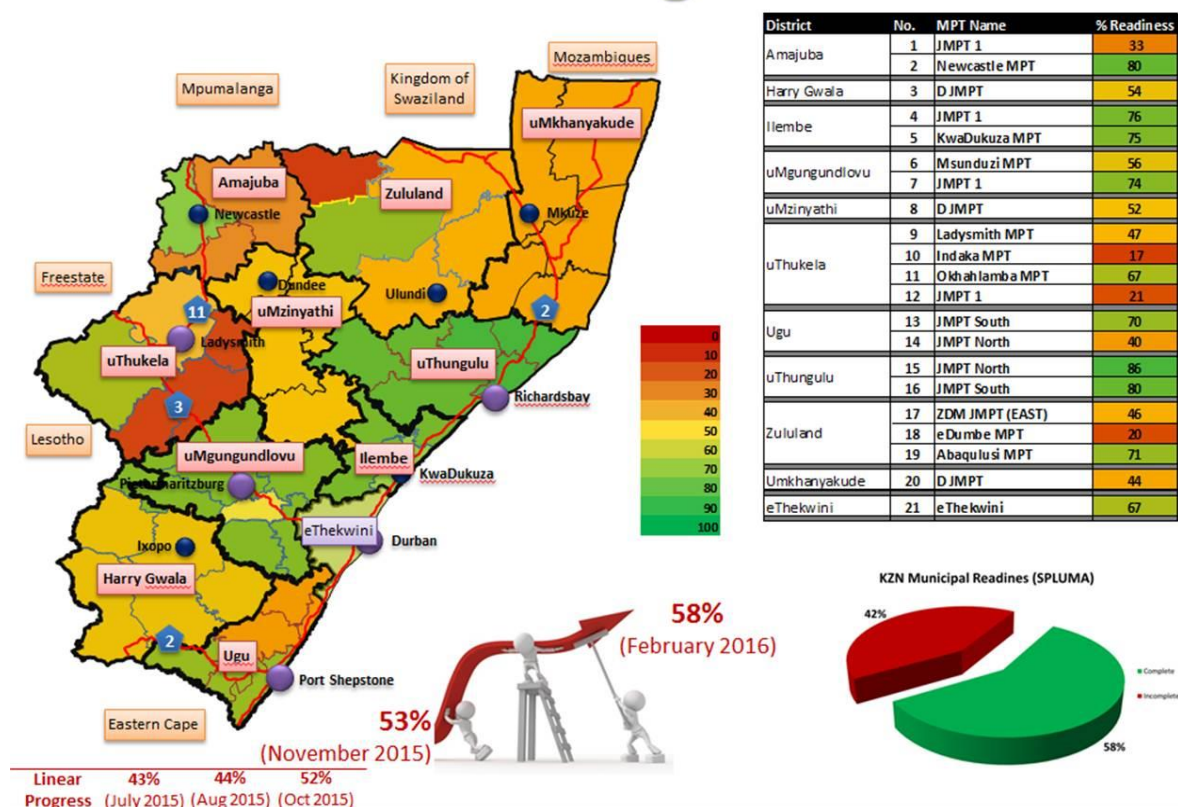 Mozambiques
Kingdom of
Swaziland
Mpumalanga
uMkhanyakude
Amajuba
Zululand
Newcastle
Mkuze
Freestate
Dundee
Ulundi
11
uMzinyathi
2
Ladysmith
uThukela
uThungulu
Richardsbay
3
Lesotho
uMgungundlovu
Ilembe
KwaDukuza
Pietermaritzburg
eThekwini
Durban
Ixopo
Harry Gwala
2
Ugu
Port Shepstone
Eastern Cape
0
10
20
30
40
50
60
70
80
90
100
53%
(November 2015)
58%
(February 2016)
Linear 43% 44% 52%
Progress (July 2015) (Aug 2015) (Oct 2015)
District No. MPT Name % Readiness
Amajuba 1 JMPT 1 33
2 Newcastle MPT 80
Harry Gwala 3 DJMPT 54
Ilembe 4 JMPT 1 76
5 KwaDukuza MPT 75
uMgungundlovu 6 Msunduzi MPT 56
7 JMPT 1 74
uMzinyathi 8 DJMPT 52
uThukela 9 Ladysmith MPT 47
10 Indaka MPT 17
11 Okhahlamba MPT 67
12 JMPT 1 21
Ugu 13 JMPT South 70
14 JMPT North 40
uThungulu 15 JMPT North 86
16 JMPT South 80
Zululand 17 ZDM JMPT (EAST) 46
18 eDumbe MPT 20
19 Abaqulusi MPT 71
Umkhanyakude 20 DJMPT 44
eThekwini 21 eThekwini 67
KZN Municipal Readines (SPLUMA)
42%
Complete
Incomplete
58%